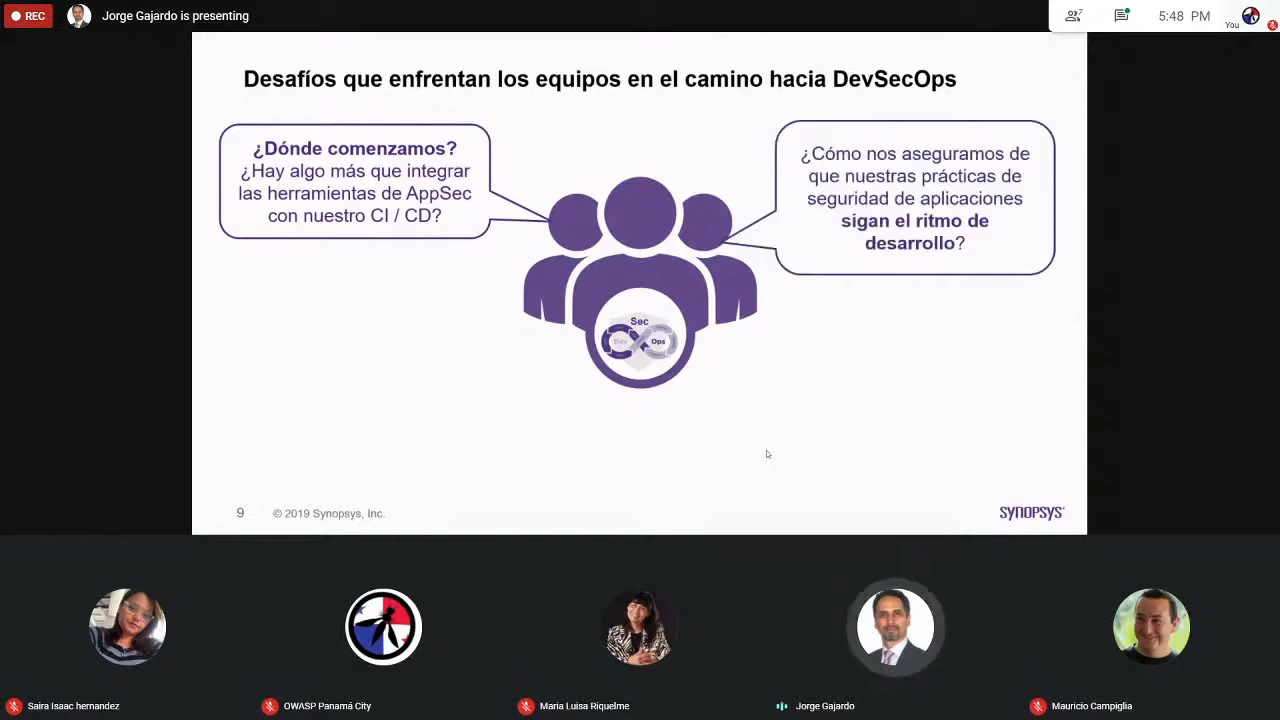 REC
Jorge Gajardo is presenting
7
5:48 PM
You
Desafíos que enfrentan los equipos en el camino hacia DevSecOps
¿Dónde comenzamos?
¿Hay algo más que integrar
las herramientas de AppSec
con nuestro CI / CD?
¿Cómo nos aseguramos de
que nuestras prácticas de
seguridad de aplicaciones
sigan el ritmo de
desarrollo?
Sec
Dev
Ops
9
© 2019 Synopsys, Inc.
SYNOPSYS®
Saira Isaac hernandez
OWASP Panamá City
Maria Luisa Riquelme
Jorge Gajardo
Mauricio Campiglia